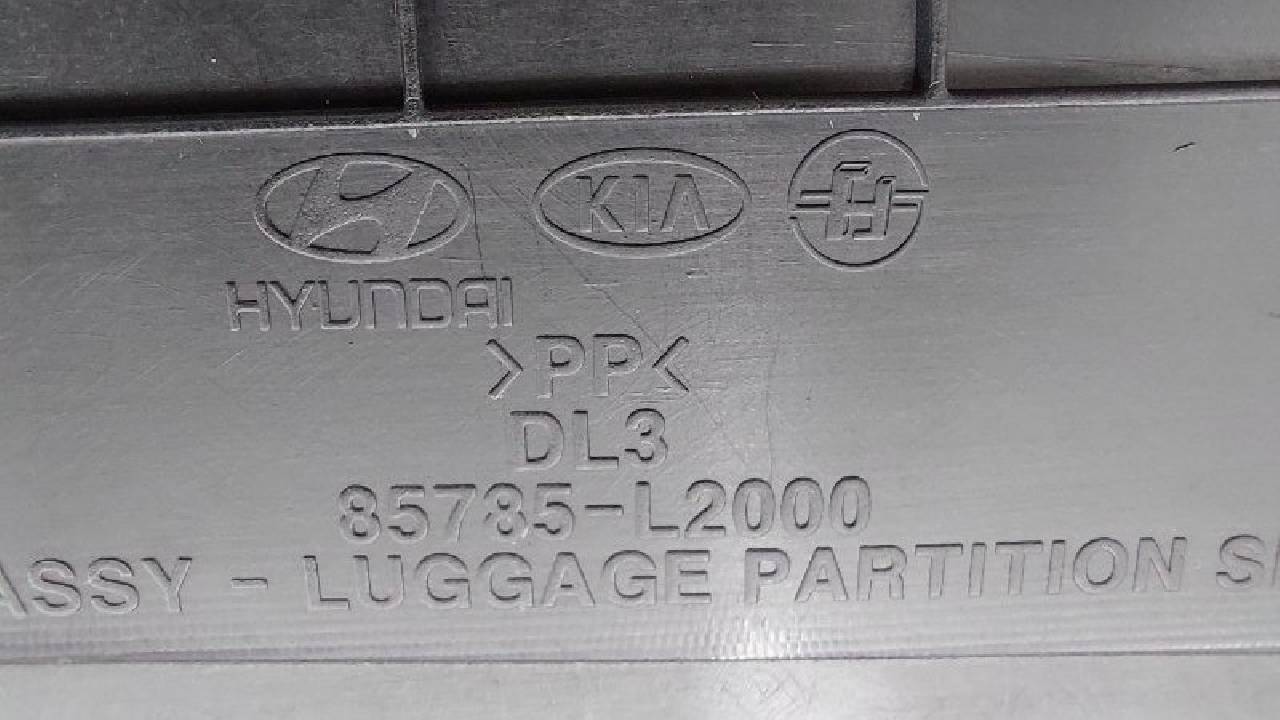 KIA
HYUNDAI
>PP<
DL3
85785-L2000
ASSY - LUGGAGE PARTITION